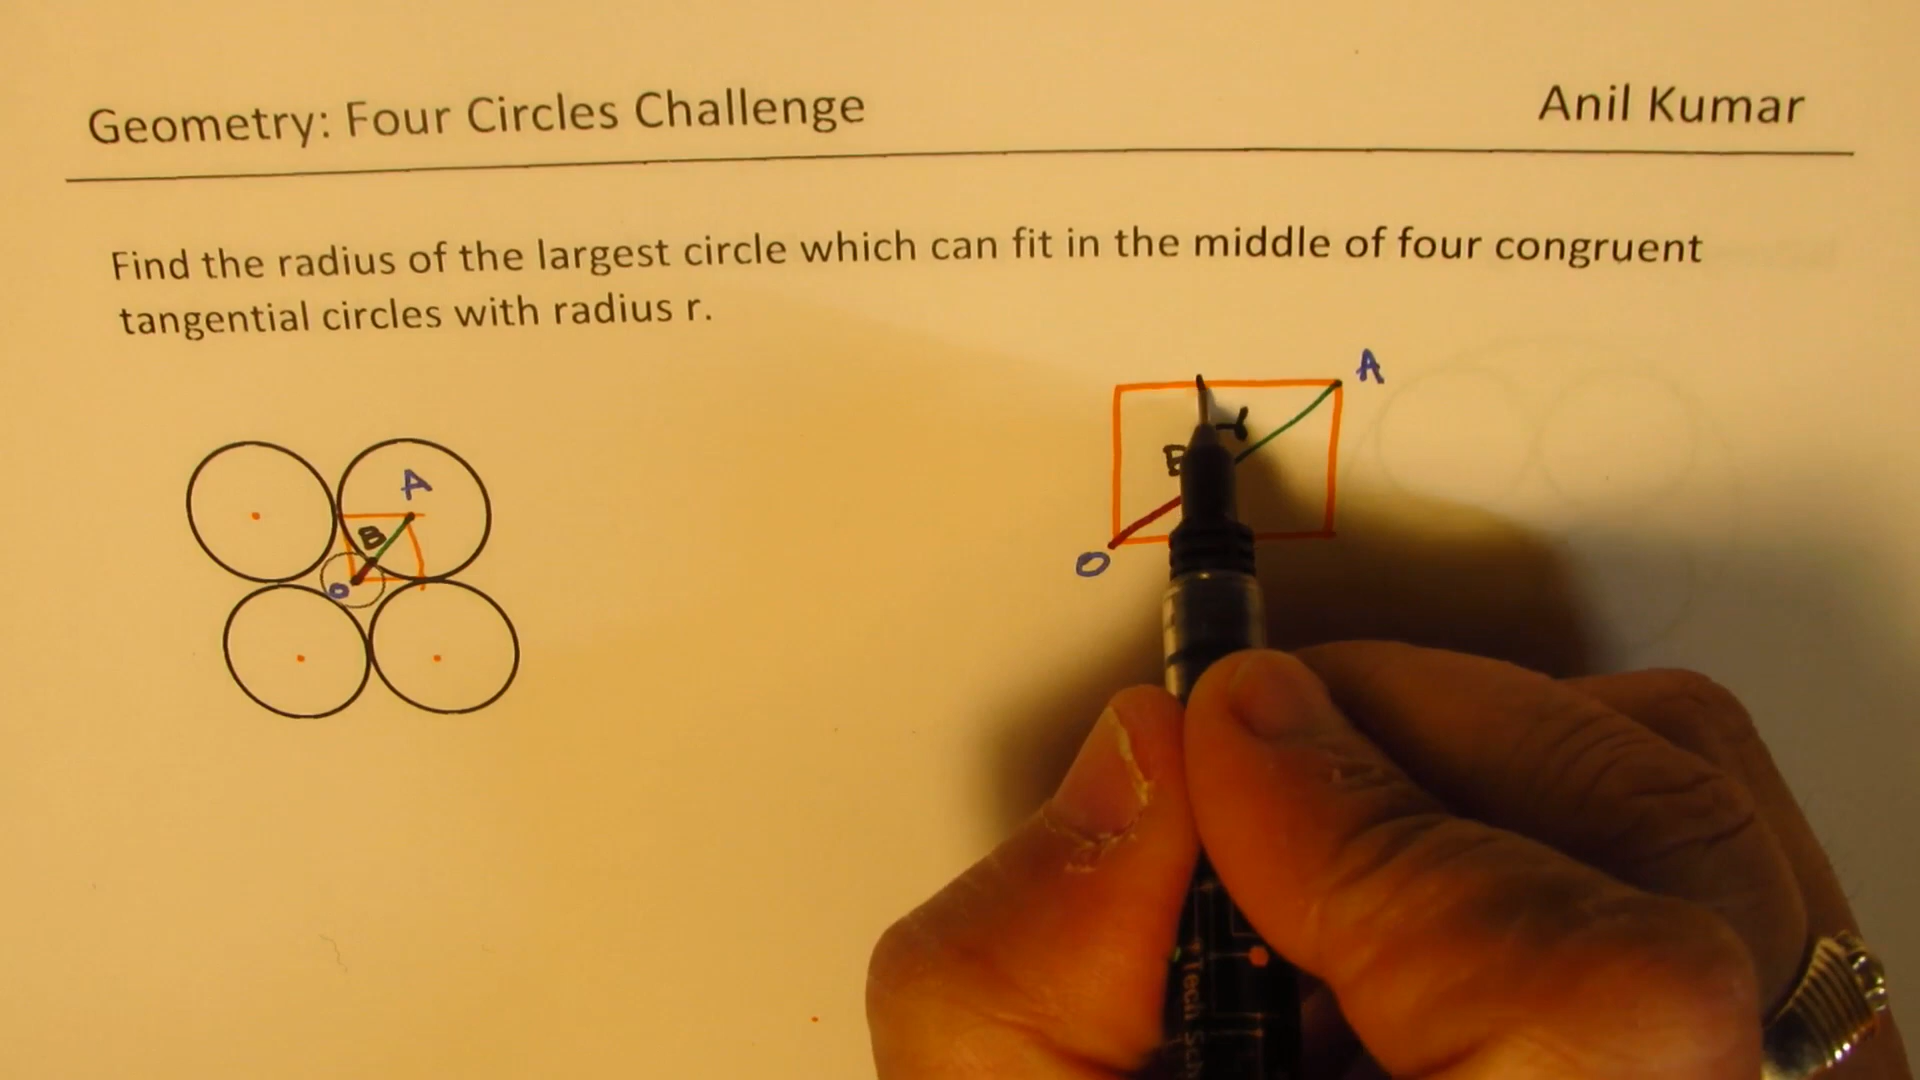 Geometry: Four Circles Challenge
Anil Kumar
Find the radius of the largest circle which can fit in the middle of four congruent
tangential circles with radius r.
A
B
O
A
B
O